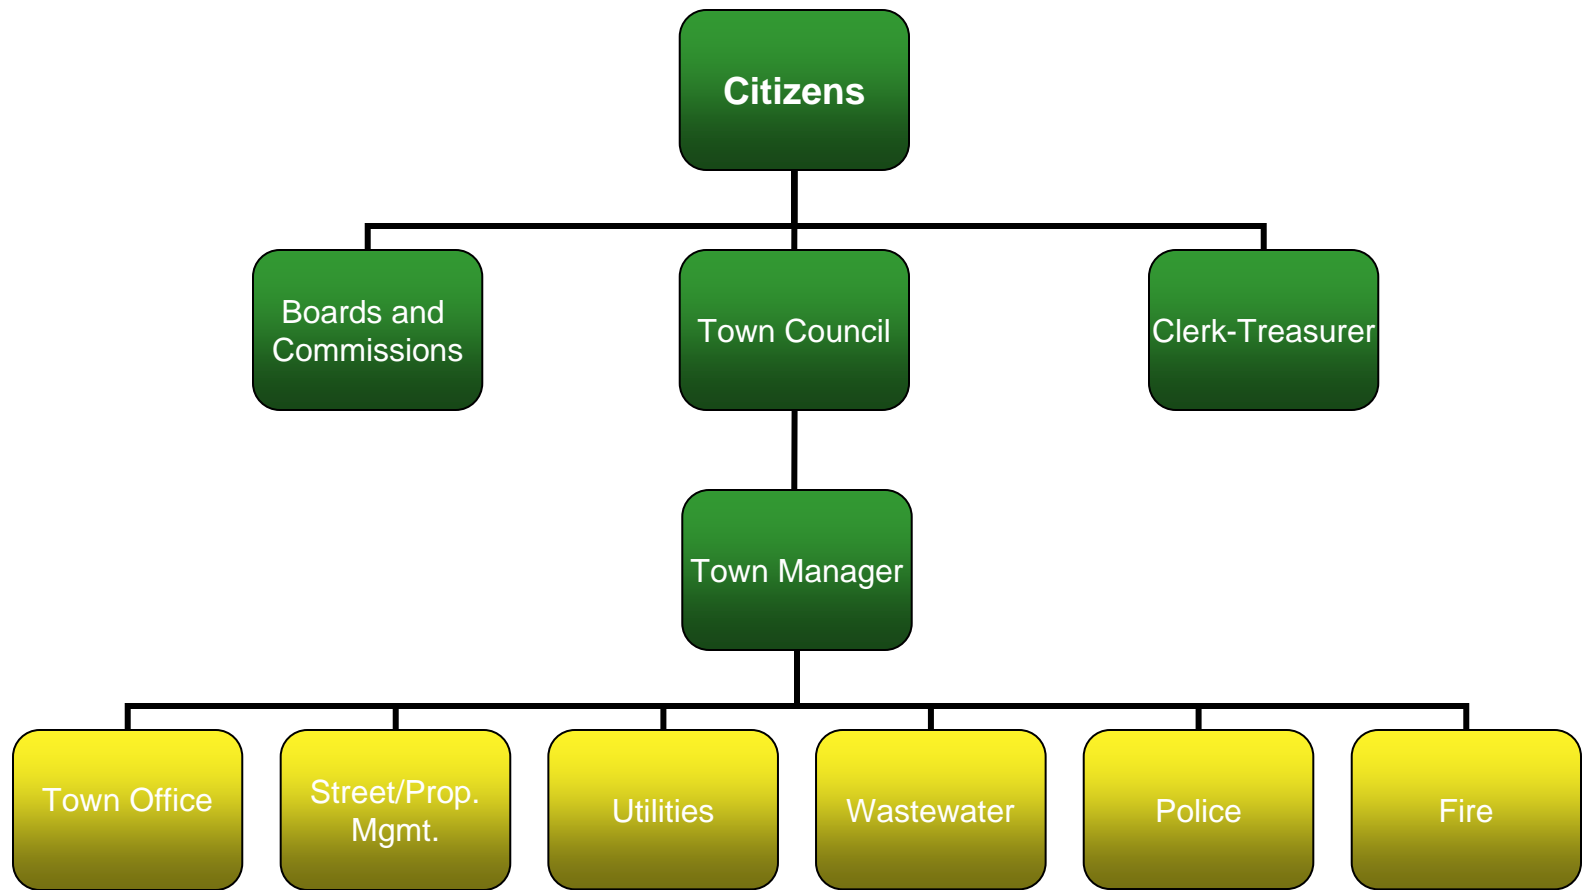 Citizens
Boards and
Commissions
Town Council
Clerk-Treasurer
Town Manager
Town Office
Street/Prop.
Mgmt.
Utilities
Wastewater
Police
Fire